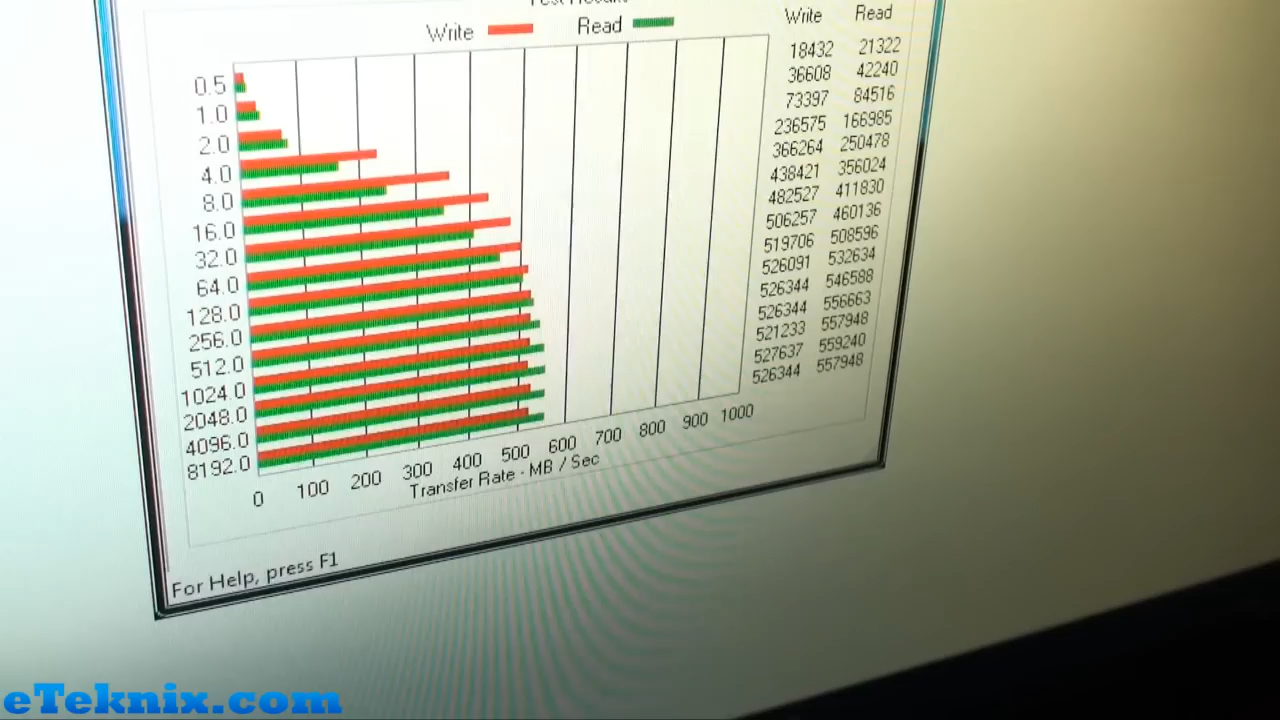 Test Results
Write Read
Write Read
0.5 18432 21322
1.0 36608 42240
2.0 73397 84516
4.0 236575 166985
8.0 366264 250478
16.0 438421 356024
32.0 482527 411830
64.0 506257 460136
128.0 519706 508596
256.0 526091 532634
512.0 526344 546588
1024.0 526344 556663
2048.0 521233 557948
4096.0 527637 559240
8192.0 526344 557948
0 100 200 300 400 500 600 700 800 900 1000
Transfer Rate - MB / Sec
For Help, press F1
eTeknix.com